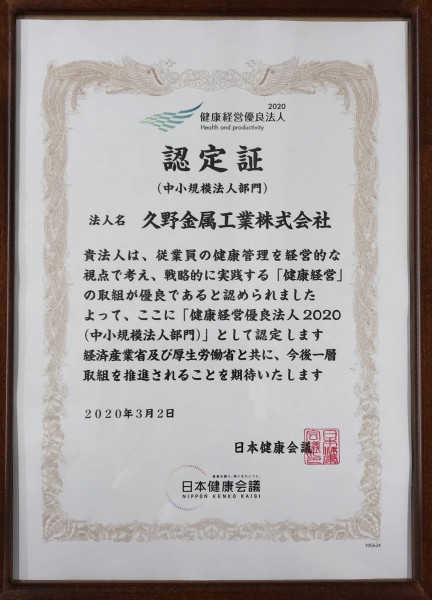 2020
健康経営優良法人
Health and productivity
認定証
(中小規模法人部門)
法人名 久野金属工業株式会社
貴法人は、従業員の健康管理を経営的な
視点で考え、戦略的に実践する「健康経営」
の取組が優良であると認められました
よって、ここに「健康経営優良法人2020
(中小規模法人部門)」として認定します
経済産業省及び厚生労働省と共に、今後一層
取組を推進されることを期待いたします
2020年3月2日
日本健康会議
日本健康会議
NIPPON KENKO KAIGI